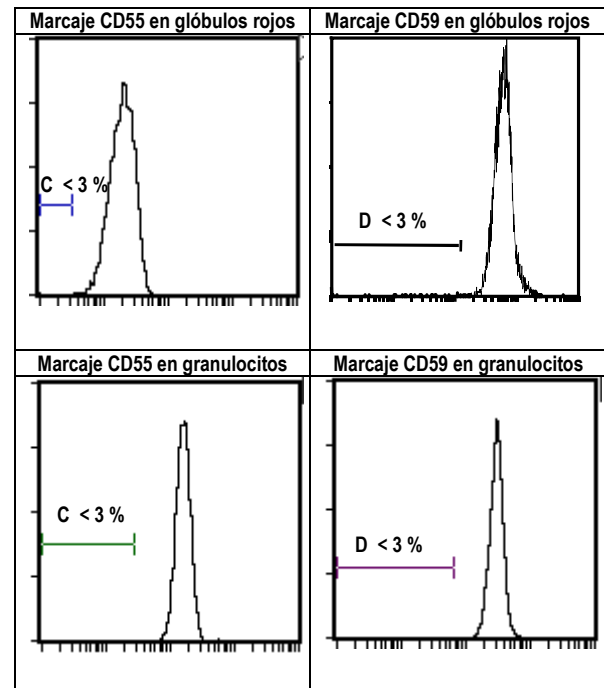 Marcaje CD55 en glóbulos rojos
Marcaje CD59 en glóbulos rojos
C < 3 %
D < 3 %
Marcaje CD55 en granulocitos
Marcaje CD59 en granulocitos
C < 3 %
D < 3 %